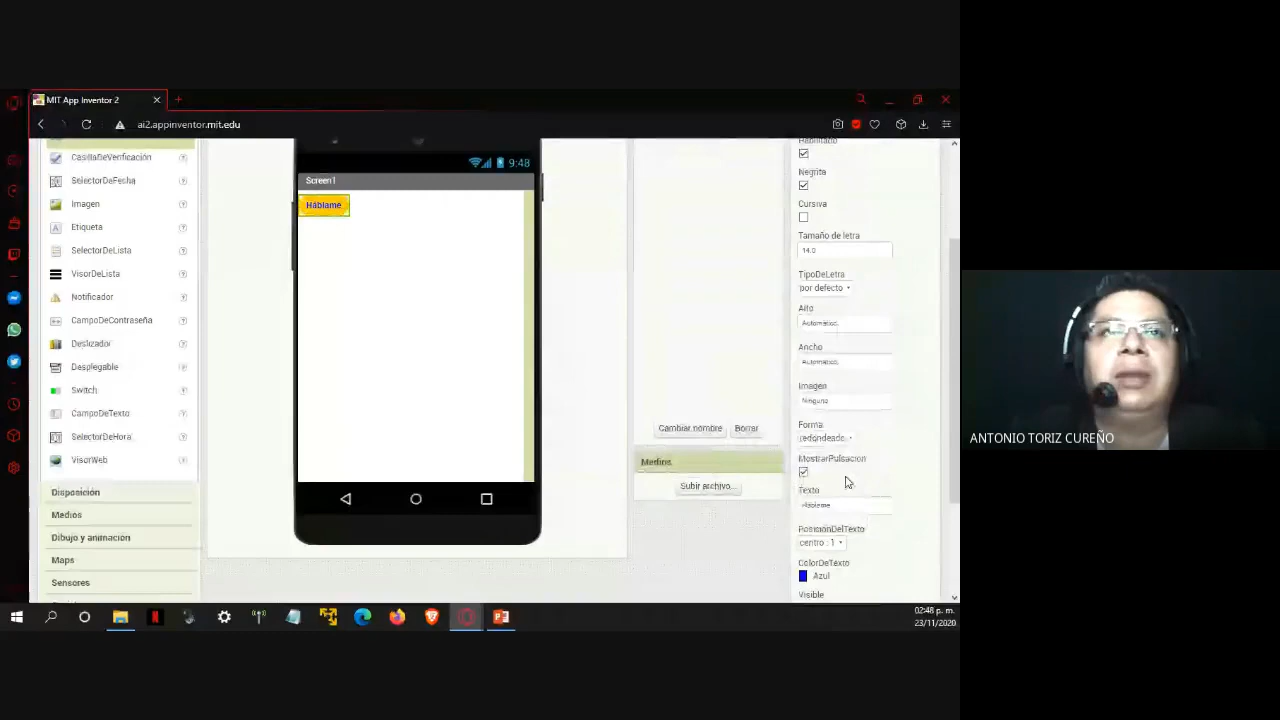 MIT App Inventor 2
ai2.appinventor.mit.edu
CasillaDeVerificación
SelectorDeFecha
Imagen
Etiqueta
SelectorDeLista
VisorDeLista
Notificador
CampoDeContraseña
Deslizador
Desplegable
Switch
CampoDeTexto
SelectorDeHora
VisorWeb
Disposición
Medios
Dibujo y animación
Maps
Sensores
9:48
Screen1
Háblame
Cambiar nombre Borrar
Medios
Subir archivo...
Habilitado
Negrita
Cursiva
Tamaño de letra
14.0
TipoDeLetra
por defecto
Alto
Automático...
Ancho
Automático...
Imagen
Ninguno
Forma
redondeado
MostrarPulsacion
Texto
Háblame
PosiciónDelTexto
centro : 1
ColorDeTexto
Azul
Visible
02:48 p. m.
23/11/2020
ANTONIO TORIZ CUREÑO